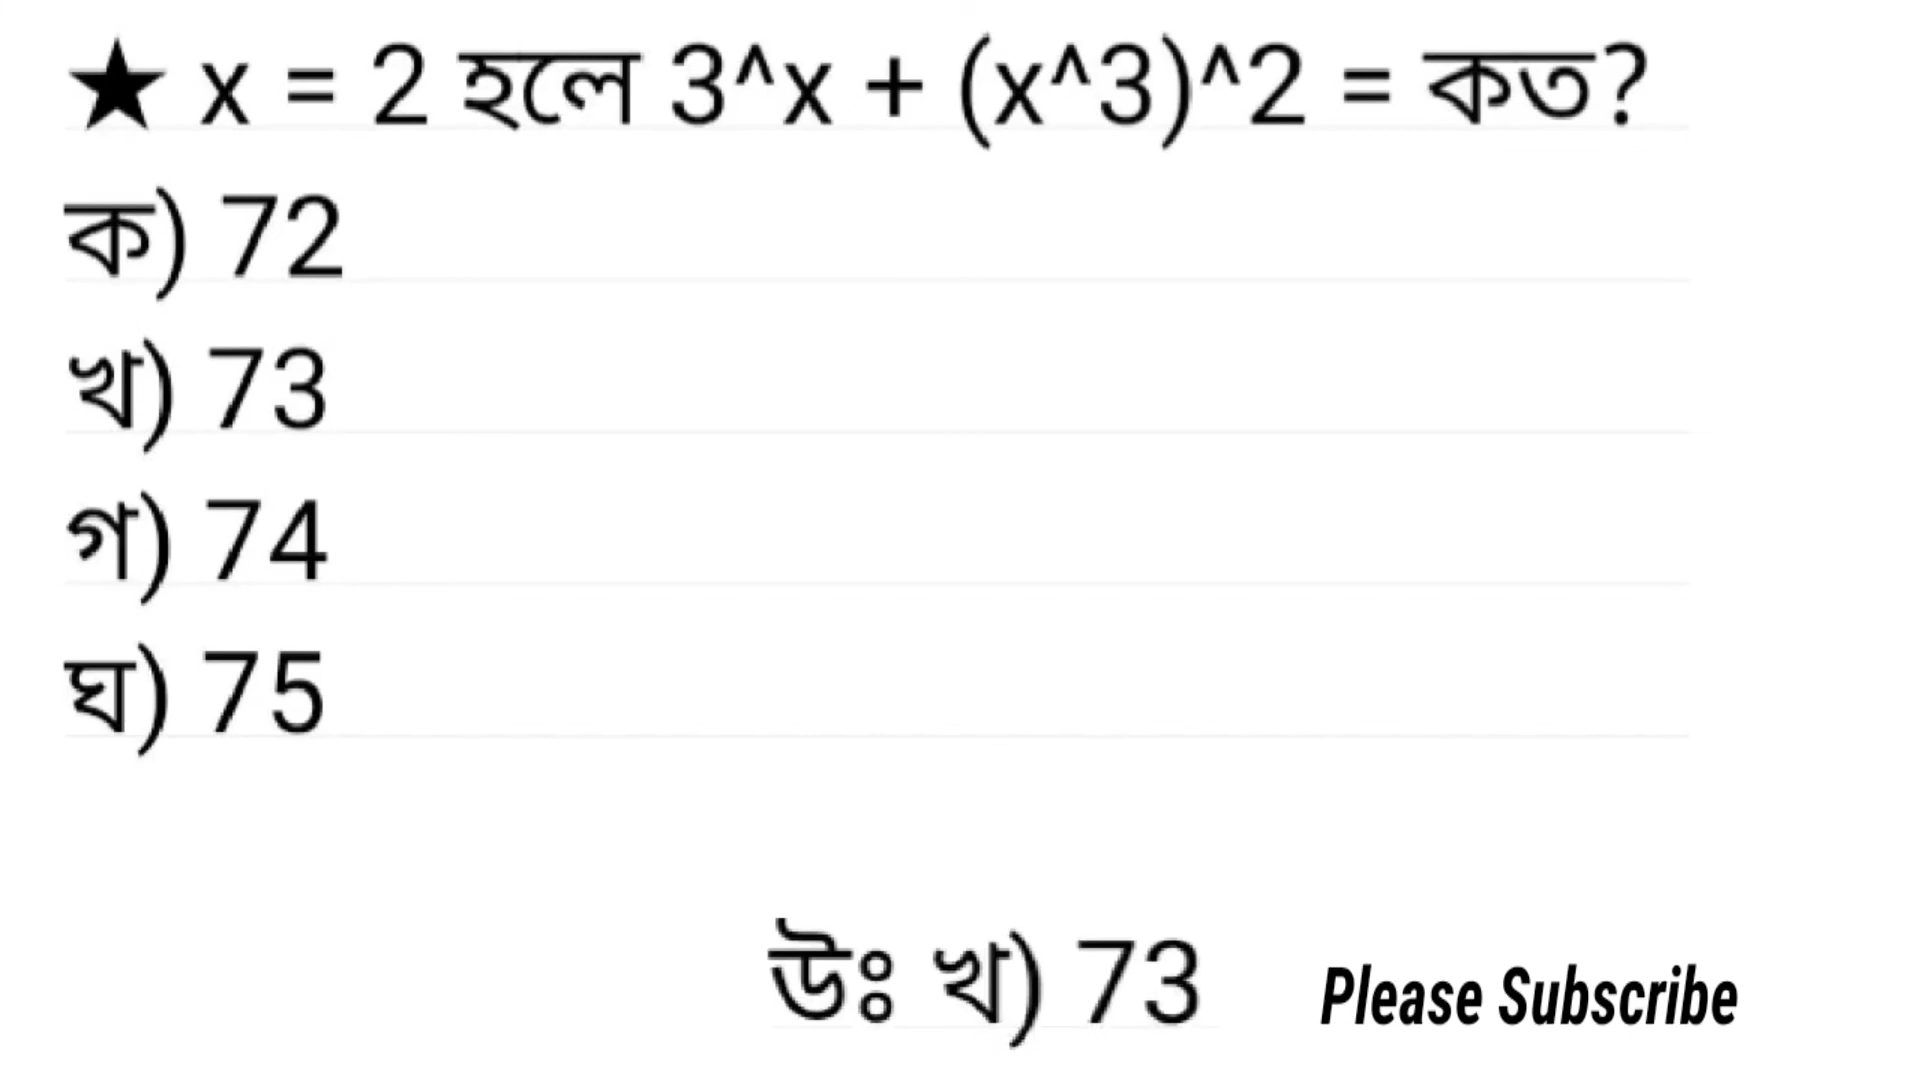 ★ x = 2 হলে 3^x + (x^3)^2 = কত?
ক) 72
খ) 73
গ) 74
ঘ) 75
উঃ খ) 73 Please Subscribe